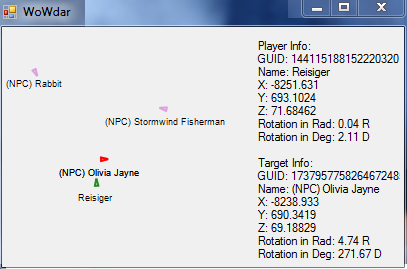 WoWdar
(NPC) Rabbit
(NPC) Stormwind Fisherman
(NPC) Olivia Jayne
Reisiger
Player Info:
GUID: 144115188152220320
Name: Reisiger
X: -8251.631
Y: 693.1024
Z: 71.68462
Rotation in Rad: 0.04 R
Rotation in Deg: 2.11 D
Target Info:
GUID: 173795775826467248
Name: (NPC) Olivia Jayne
X: -8238.933
Y: 690.3419
Z: 69.18829
Rotation in Rad: 4.74 R
Rotation in Deg: 271.67 D